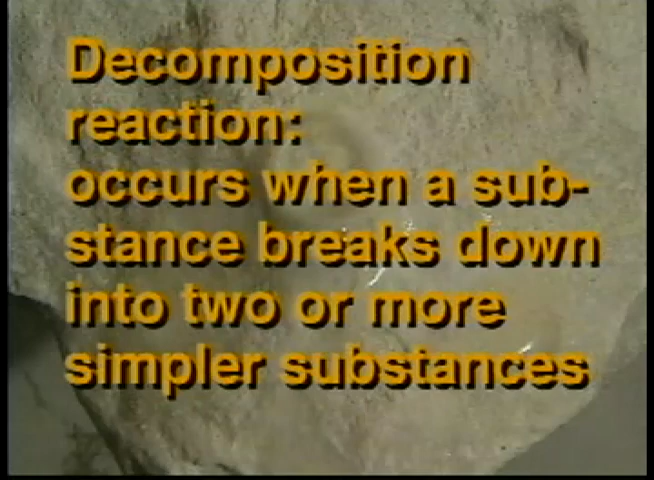 Decomposition
reaction:
occurs when a sub-
stance breaks down
into two or more
simpler substances